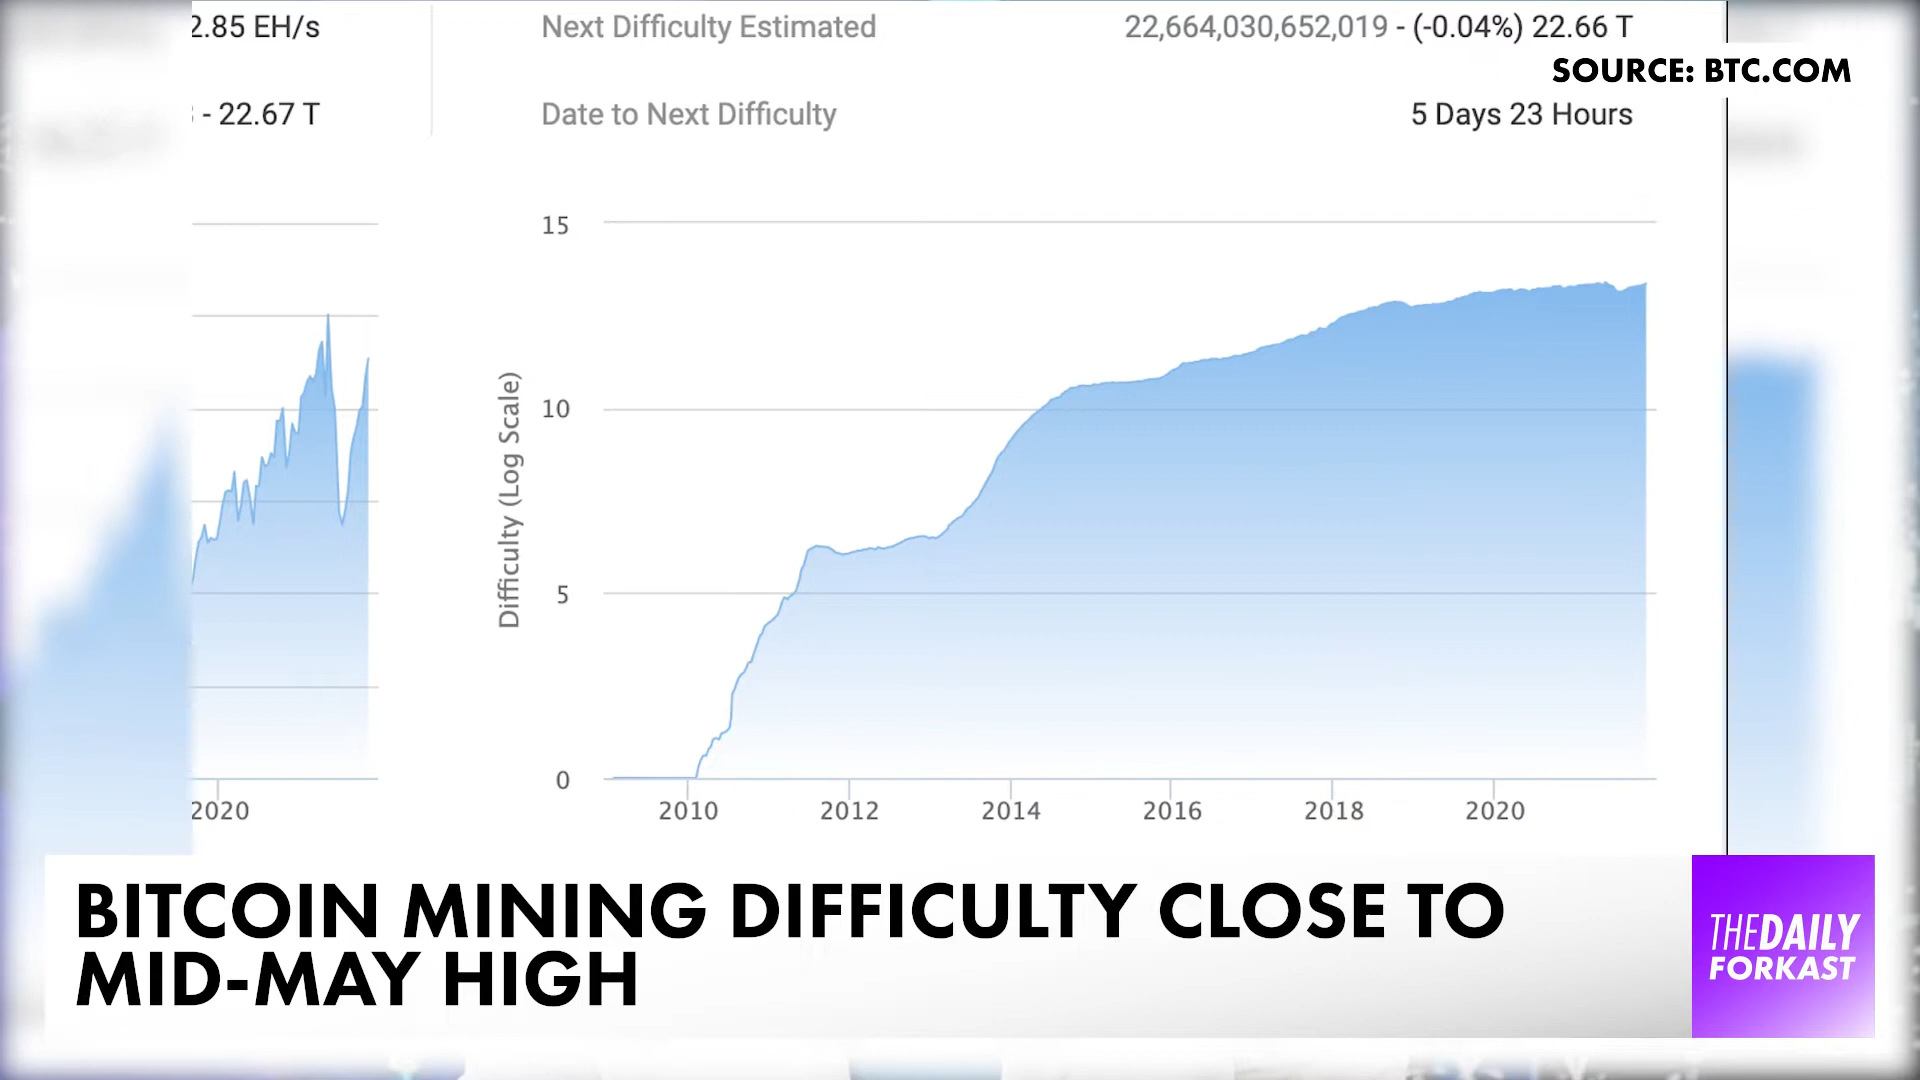 2.85 EH/s
Next Difficulty Estimated
22,664,030,652,019 - (-0.04%) 22.66 T
SOURCE: BTC.COM
- 22.67 T
Date to Next Difficulty
5 Days 23 Hours
15
10
5
0
Difficulty (Log Scale)
2020
2010
2012
2014
2016
2018
2020
BITCOIN MINING DIFFICULTY CLOSE TO
MID-MAY HIGH
THEDAILY
FORKAST